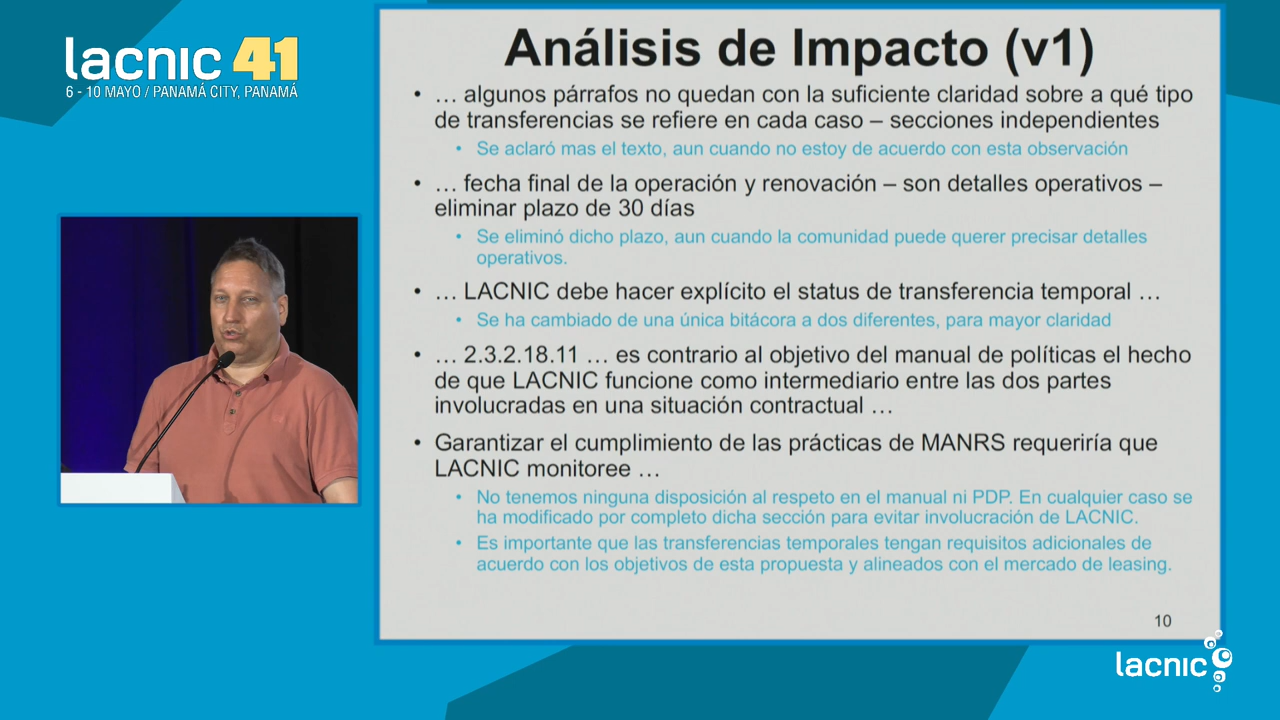 lacnic 41
6 - 10 MAYO / PANAMÁ CITY, PANAMÁ
Análisis de Impacto (v1)
• … algunos párrafos no quedan con la suficiente claridad sobre a qué tipo
de transferencias se refiere en cada caso – secciones independientes
• Se aclaró mas el texto, aun cuando no estoy de acuerdo con esta observación
• … fecha final de la operación y renovación – son detalles operativos –
eliminar plazo de 30 días
• Se eliminó dicho plazo, aun cuando la comunidad puede querer precisar detalles
operativos.
• … LACNIC debe hacer explícito el status de transferencia temporal …
• Se ha cambiado de una única bitácora a dos diferentes, para mayor claridad
• … 2.3.2.18.11 … es contrario al objetivo del manual de políticas el hecho
de que LACNIC funcione como intermediario entre las dos partes
involucradas en una situación contractual …
• Garantizar el cumplimiento de las prácticas de MANRS requeriría que
LACNIC monitoree …
• No tenemos ninguna disposición al respeto en el manual ni PDP. En cualquier caso se
ha modificado por completo dicha sección para evitar involucración de LACNIC.
• Es importante que las transferencias temporales tengan requisitos adicionales de
acuerdo con los objetivos de esta propuesta y alineados con el mercado de leasing.
10
lacnic